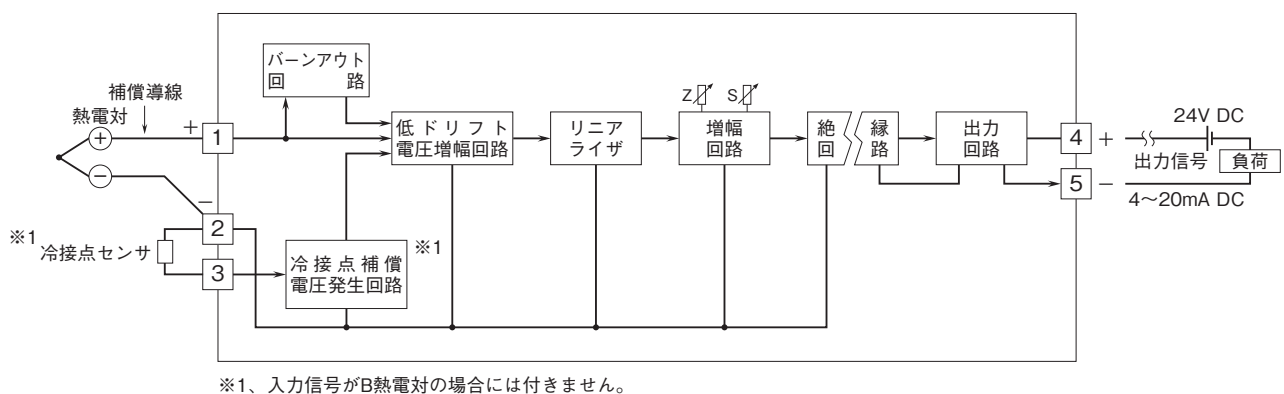 バーンアウト
回 路
補償導線
熱電対
+
−
+
−
1
2
3
※1
冷接点センサ
低ドリフト
電圧増幅回路
冷接点補償
電圧発生回路
※1
リニア
ライザ
Z
S
増幅
回路
絶 縁
回 路
出力
回路
4
+
5
−
24V DC
出力信号
負荷
4～20mA DC
※1、入力信号がB熱電対の場合には付きません。